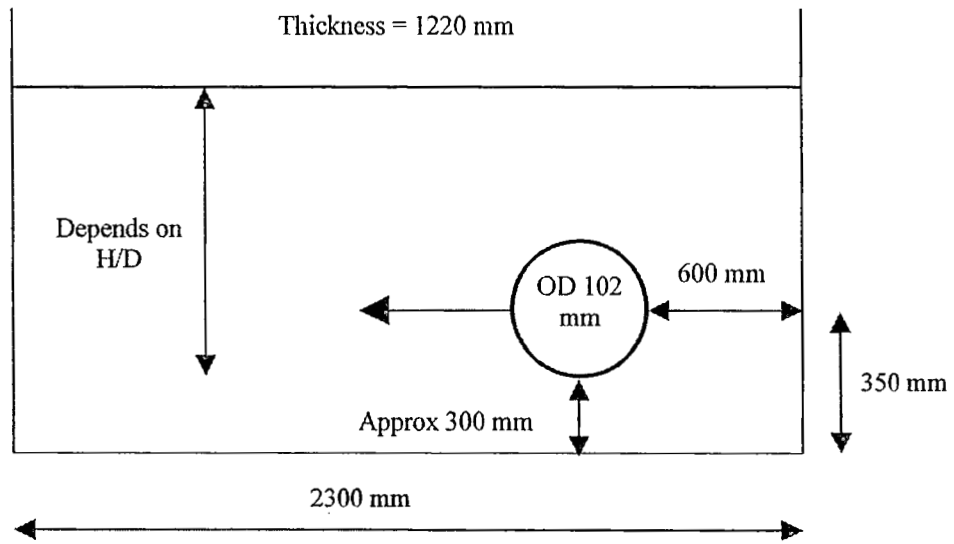 Thickness = 1220 mm
Depends on
H/D
OD 102
mm
600 mm
350 mm
Approx 300 mm
2300 mm